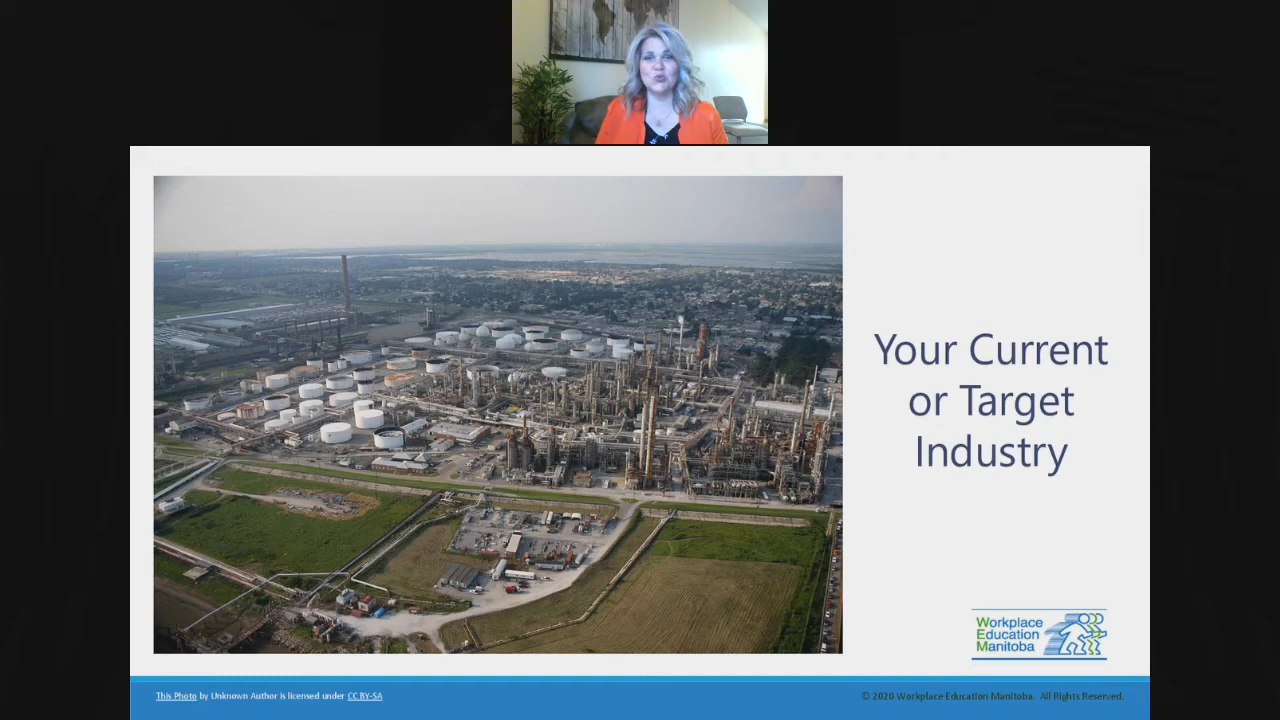 Your Current
or Target
Industry
Workplace
Education
Manitoba
This Photo by Unknown Author is licensed under CC BY-SA
© 2020 Workplace Education Manitoba. All Rights Reserved.